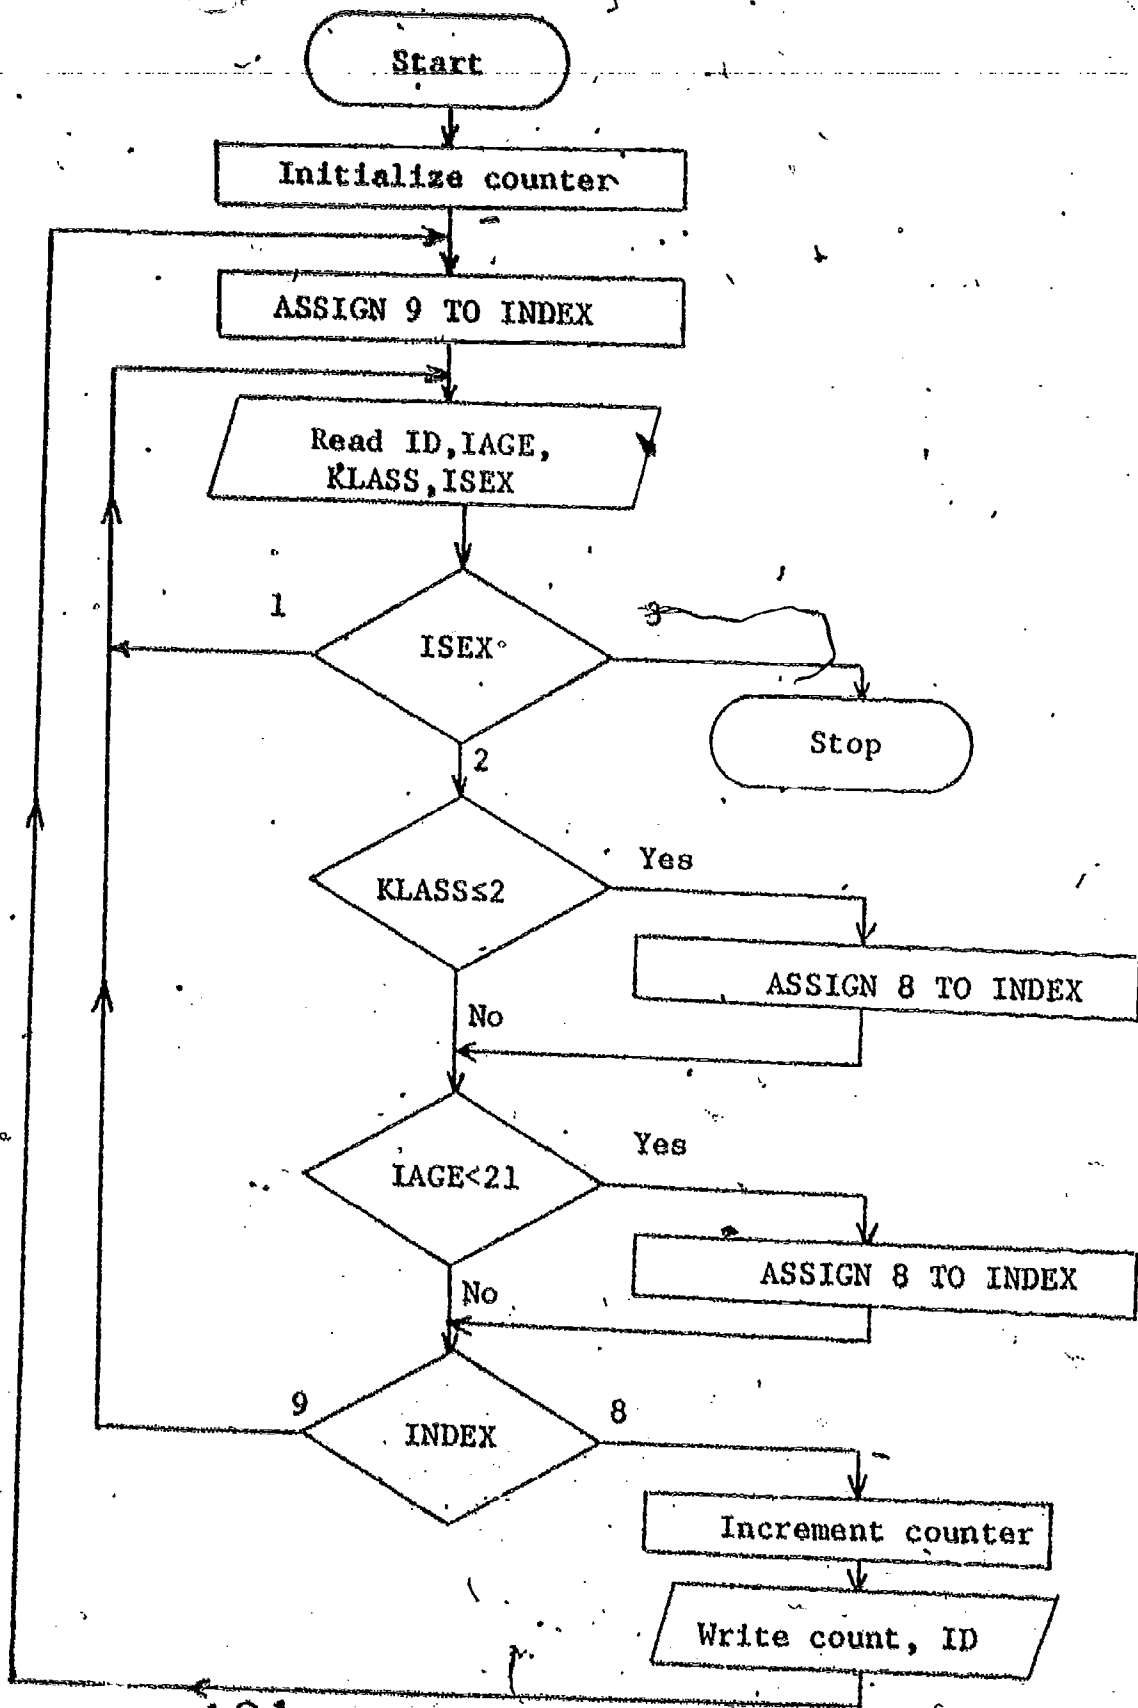 Start
Initialize counter
ASSIGN 9 TO INDEX
Read ID,IAGE,
KLASS,ISEX
1
ISEX
3
Stop
2
KLASS≤2
Yes
ASSIGN 8 TO INDEX
No
IAGE<21
Yes
ASSIGN 8 TO INDEX
No
9
INDEX
8
Increment counter
Write count, ID